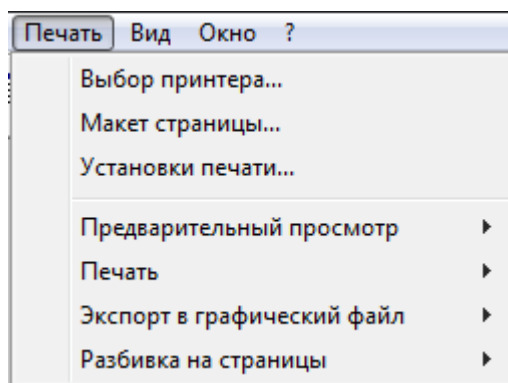 Печать Вид Окно ?
Выбор принтера...
Макет страницы...
Установки печати...
Предварительный просмотр
Печать
Экспорт в графический файл
Разбивка на страницы